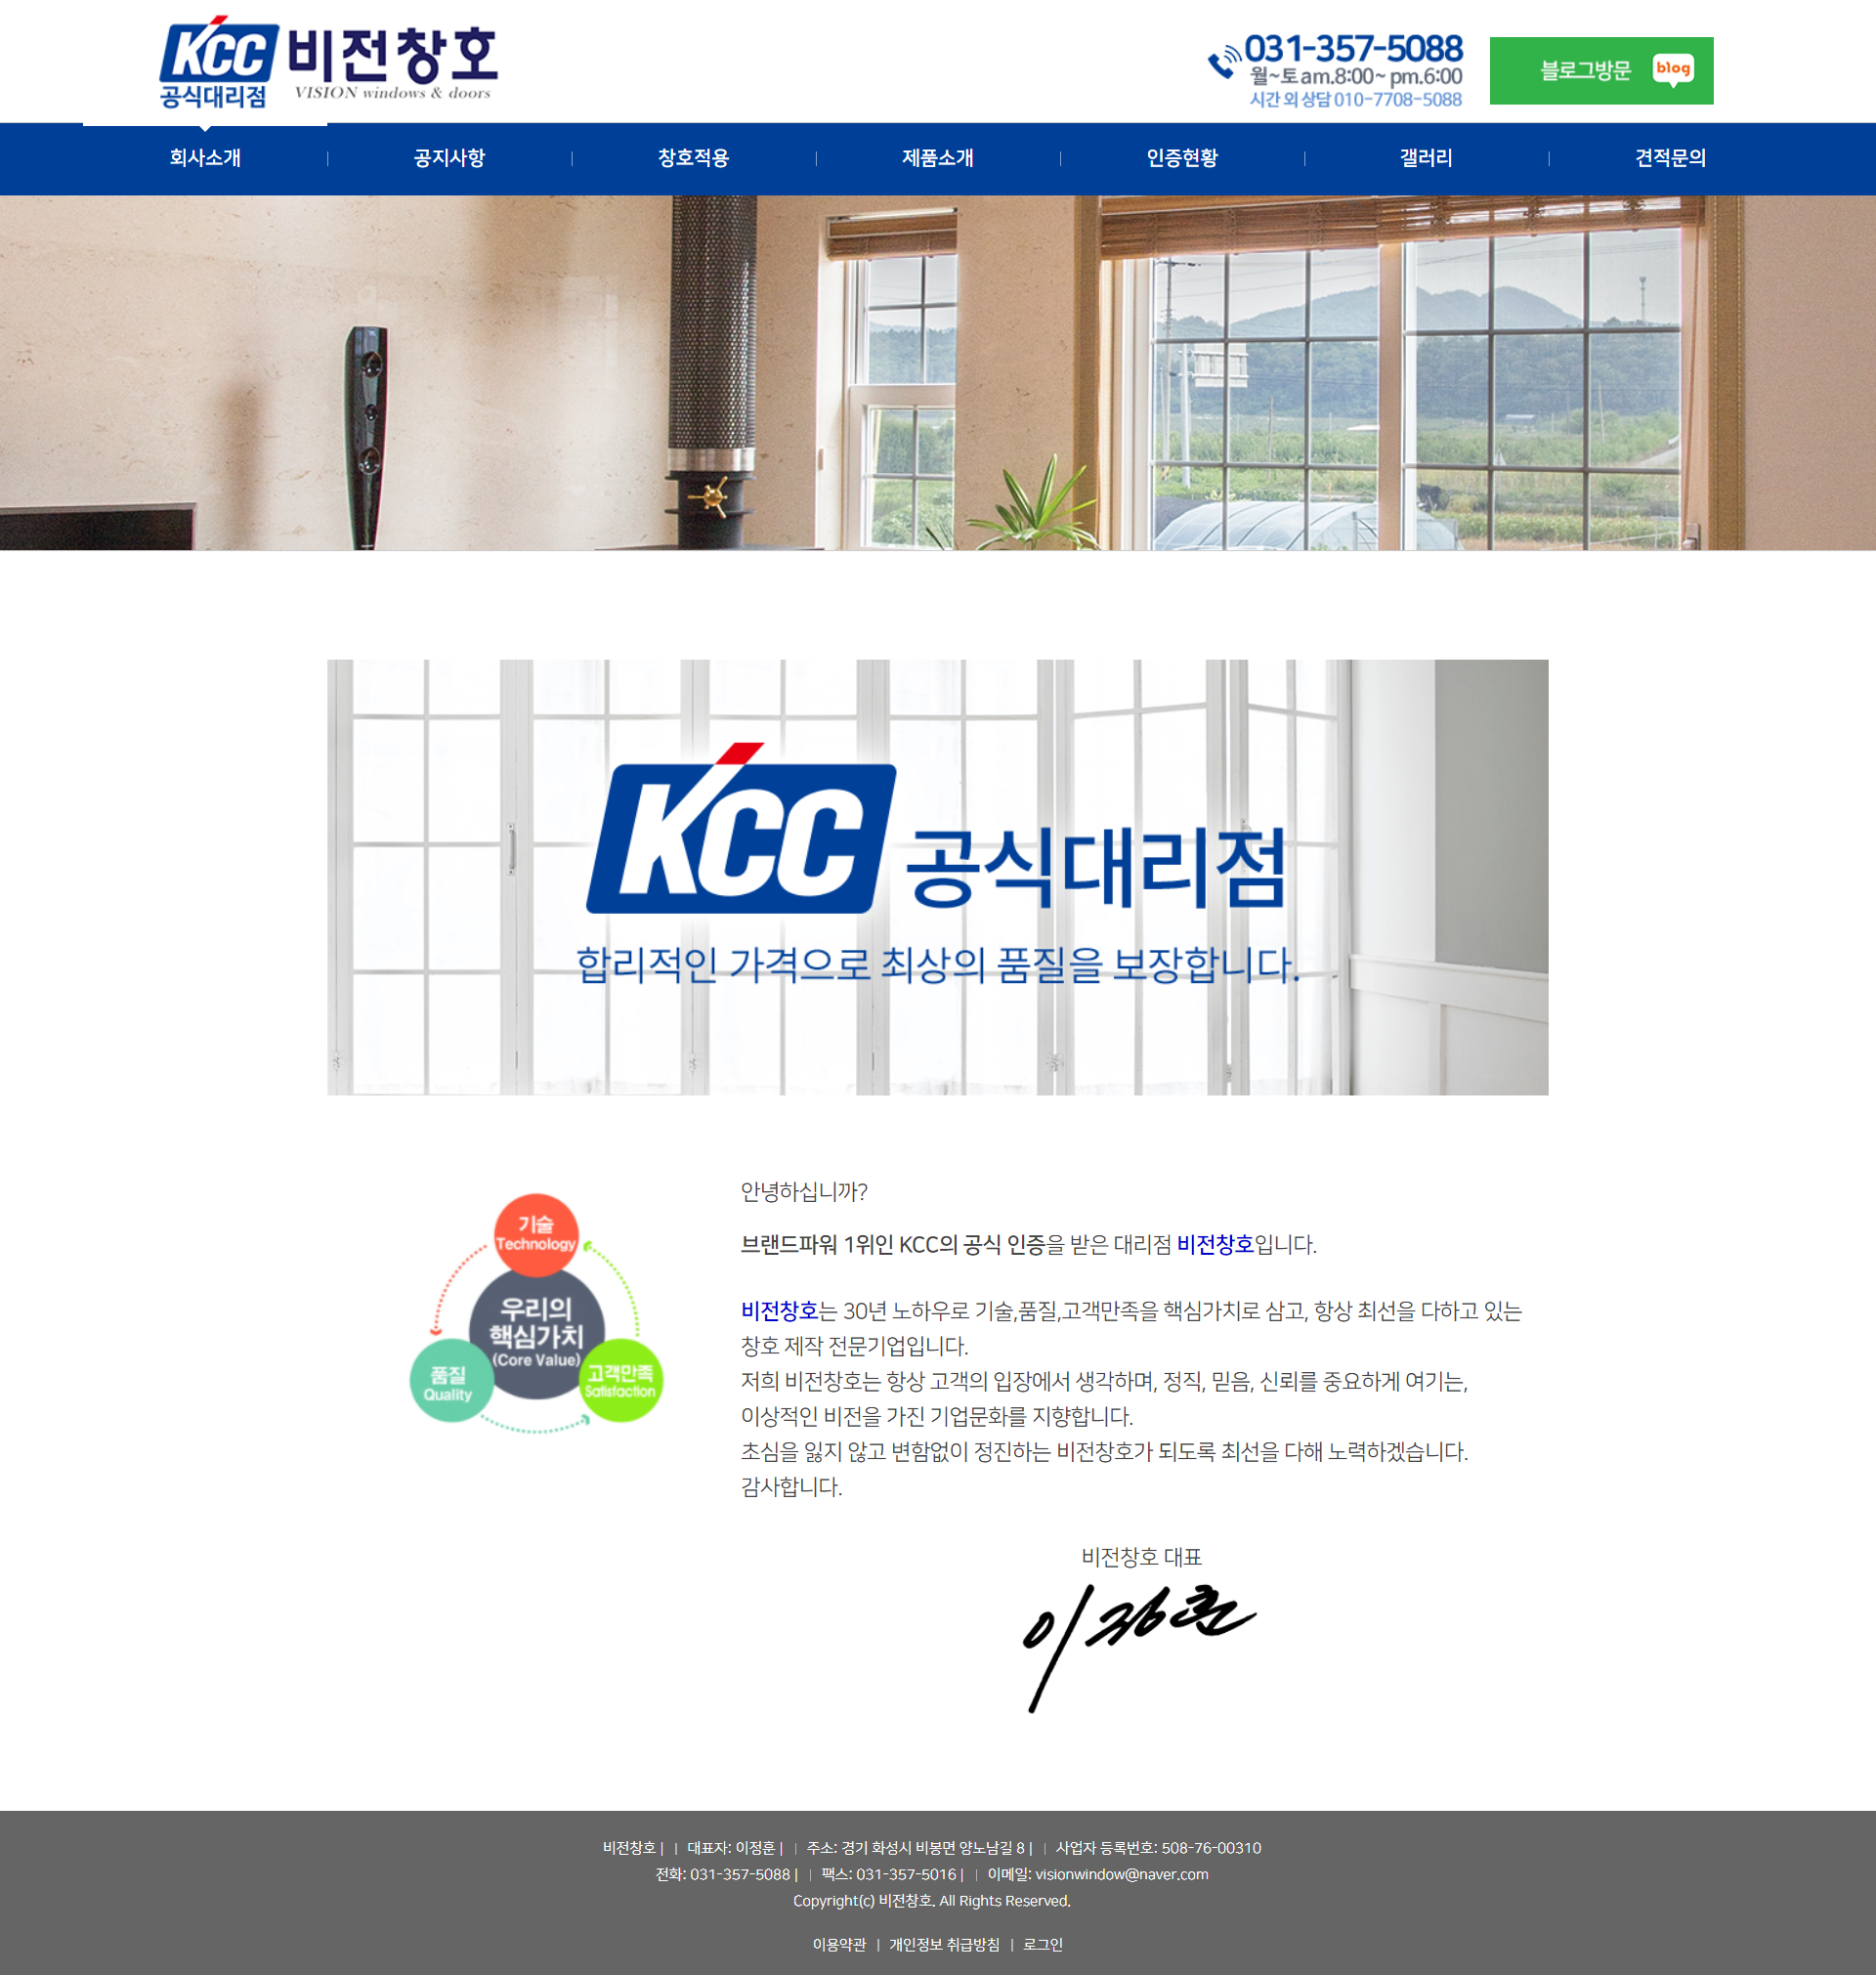 KCC 비전창호
공식대리점 VISION windows & doors
031-357-5088
월~토 am.8:00~ pm.6:00
시간 외 상담 010-7708-5088
블로그방문 blog
회사소개 공지사항 창호적용 제품소개 인증현황 갤러리 견적문의
KCC 공식대리점
합리적인 가격으로 최상의 품질을 보장합니다.
기술
Technology
우리의
핵심가치
(Core Value)
품질
Quality
고객만족
Satisfaction
안녕하십니까?
브랜드파워 1위인 KCC의 공식 인증을 받은 대리점 비전창호입니다.
비전창호는 30년 노하우로 기술,품질,고객만족을 핵심가치로 삼고, 항상 최선을 다하고 있는
창호 제작 전문기업입니다.
저희 비전창호는 항상 고객의 입장에서 생각하며, 정직, 믿음, 신뢰를 중요하게 여기는,
이상적인 비전을 가진 기업문화를 지향합니다.
초심을 잃지 않고 변함없이 정진하는 비전창호가 되도록 최선을 다해 노력하겠습니다.
감사합니다.
비전창호 대표
이정훈
비전창호 | | 대표자: 이정훈 | | 주소: 경기 화성시 비봉면 양노남길 8 | | 사업자 등록번호: 508-76-00310
전화: 031-357-5088 | | 팩스: 031-357-5016 | | 이메일: visionwindow@naver.com
Copyright(c) 비전창호. All Rights Reserved.
이용약관 | 개인정보 취급방침 | 로그인